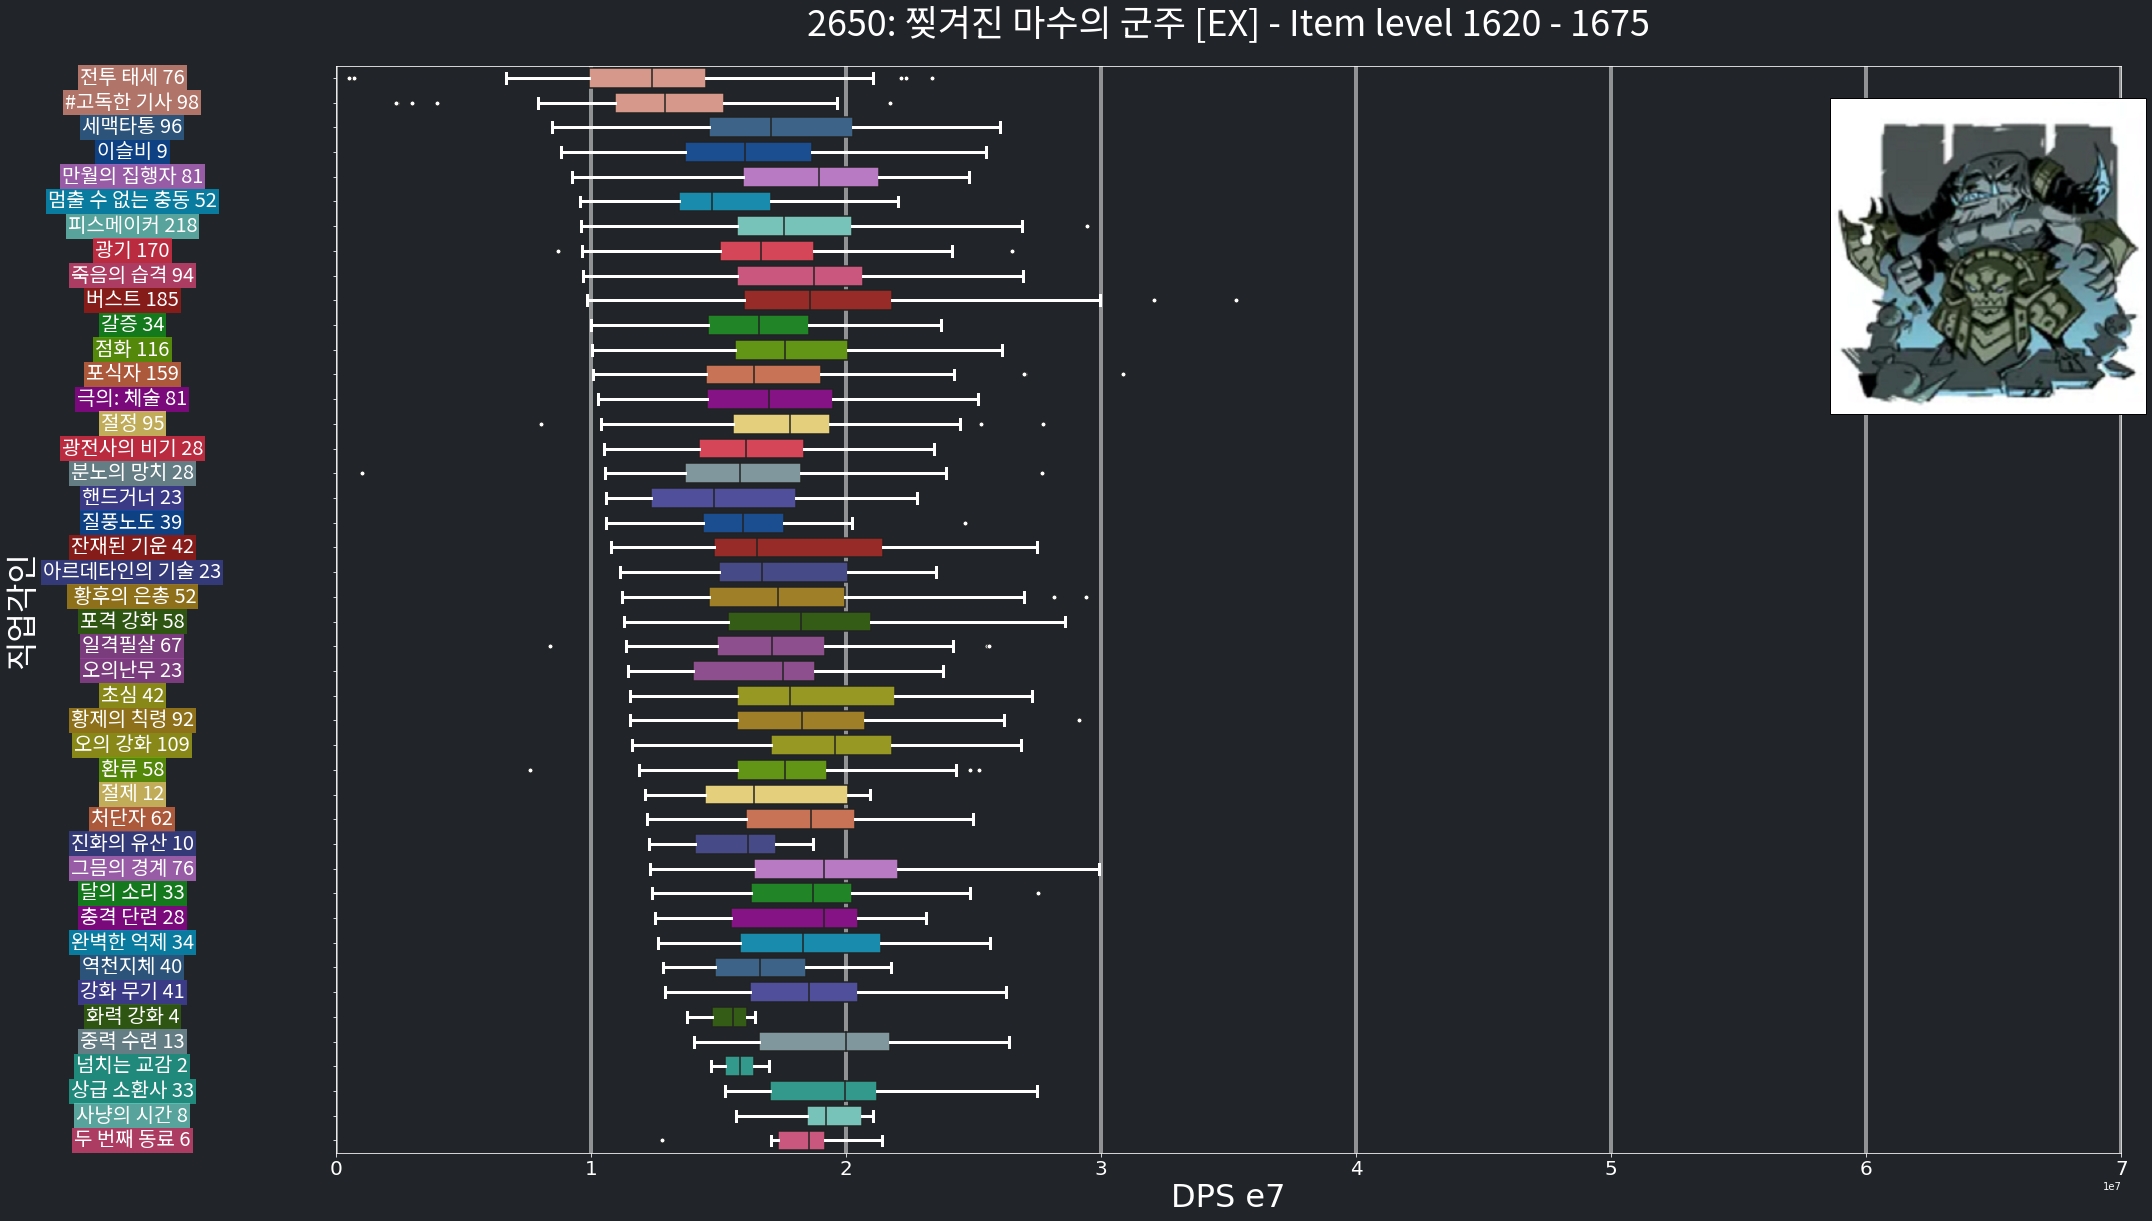 2650: 찢겨진 마수의 군주 [EX] - Item level 1620 - 1675
전투 태세 76
#고독한 기사 98
세맥타통 96
이슬비 9
만월의 집행자 81
멈출 수 없는 충동 52
피스메이커 218
광기 170
죽음의 습격 94
버스트 185
갈증 34
점화 116
포식자 159
극의: 체술 81
절정 95
광전사의 비기 28
분노의 망치 28
핸드거너 23
질풍노도 39
잔재된 기운 42
아르데타인의 기술 23
황후의 은총 52
포격 강화 58
일격필살 67
오의난무 23
초심 42
황제의 칙령 92
오의 강화 109
환류 58
절제 12
처단자 62
진화의 유산 10
그믐의 경계 76
달의 소리 33
충격 단련 28
완벽한 억제 34
역천지체 40
강화 무기 41
화력 강화 4
중력 수련 13
넘치는 교감 2
상급 소환사 33
사냥의 시간 8
두 번째 동료 6
직업각인
0 1 2 3 4 5 6 7
1e7
DPS e7